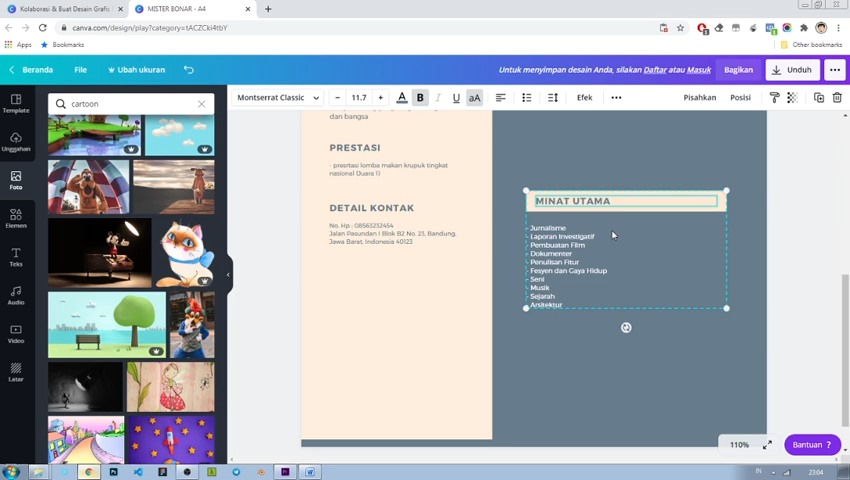 Kolaborasi & Buat Desain Grafis
MISTER BONAR - A4
canva.com/design/play?category=tACZCki4tbY
Apps
Bookmarks
Other bookmarks
Beranda
File
Ubah ukuran
Untuk menyimpan desain Anda, silakan Daftar atau Masuk
Bagikan
Unduh
Template
Unggahan
Foto
Elemen
Teks
Audio
Video
Latar
cartoon
Montserrat Classic
11.7
A
B
I
U
aA
Efek
Pisahkan
Posisi
dan bangsa
PRESTASI
- presrtasi lomba makan krupuk tingkat
nasional (Juara 1)
DETAIL KONTAK
No. Hp : 08563232454
Jalan Pasundan I Blok B2 No. 23, Bandung,
Jawa Barat, Indonesia 40123
MINAT UTAMA
- Jurnalisme
- Laporan Investigatif
- Pembuatan Film
- Dokumenter
- Penulisan Fitur
- Fesyen dan Gaya Hidup
- Seni
- Musik
- Sejarah
- Arsitektur
110%
Bantuan ?
IN
23:04